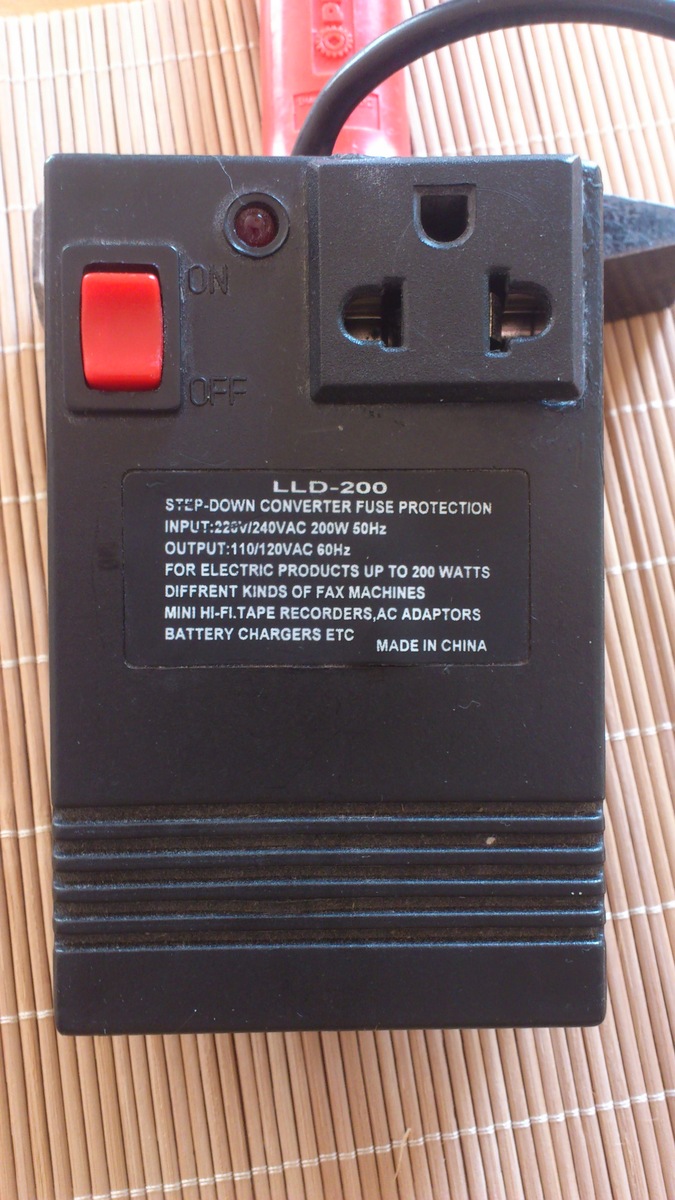 ON
OFF
LLD-200
STEP-DOWN CONVERTER FUSE PROTECTION
INPUT:220V/240VAC 200W 50Hz
OUTPUT:110/120VAC 60Hz
FOR ELECTRIC PRODUCTS UP TO 200 WATTS
DIFFRENT KINDS OF FAX MACHINES
MINI HI-FI.TAPE RECORDERS,AC ADAPTORS
BATTERY CHARGERS ETC
MADE IN CHINA